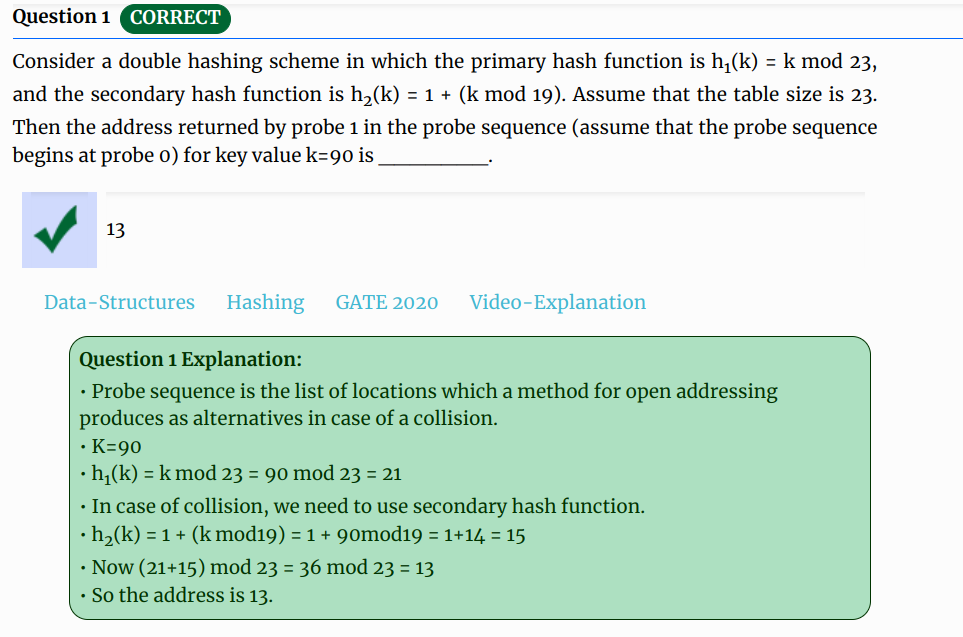 Question 1 CORRECT
Consider a double hashing scheme in which the primary hash function is h₁(k) = k mod 23,
and the secondary hash function is h₂(k) = 1 + (k mod 19). Assume that the table size is 23.
Then the address returned by probe 1 in the probe sequence (assume that the probe sequence
begins at probe 0) for key value k=90 is __________.
13
Data-Structures Hashing GATE 2020 Video-Explanation
Question 1 Explanation:
· Probe sequence is the list of locations which a method for open addressing
produces as alternatives in case of a collision.
· K=90
· h₁(k) = k mod 23 = 90 mod 23 = 21
· In case of collision, we need to use secondary hash function.
· h₂(k) = 1 + (k mod19) = 1 + 90mod19 = 1+14 = 15
· Now (21+15) mod 23 = 36 mod 23 = 13
· So the address is 13.